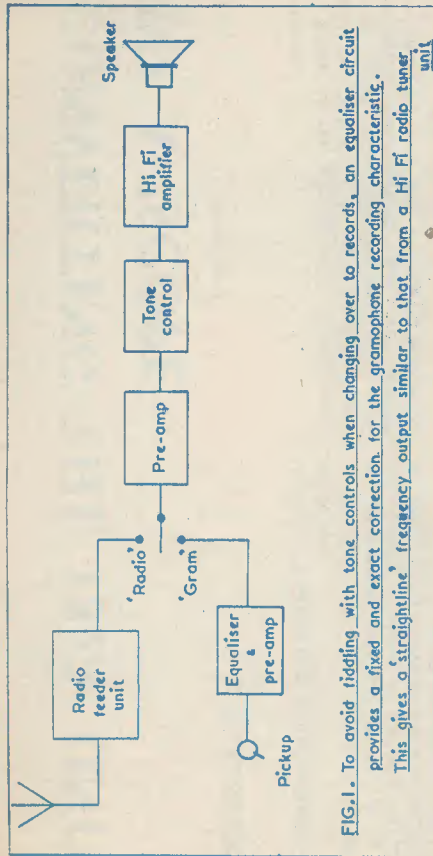 Radio
feeder
unit
'Radio'
'Gram'
Equaliser
&
pre-amp
Pickup
Pre-amp
Tone
control
Hi Fi
amplifier
Speaker
FIG.1. To avoid fiddling with tone controls when changing over to records, an equaliser circuit
provides a fixed and exact correction for the gramophone recording characteristic.
This gives a 'straightline' frequency output similar to that from a Hi Fi radio tuner
unit